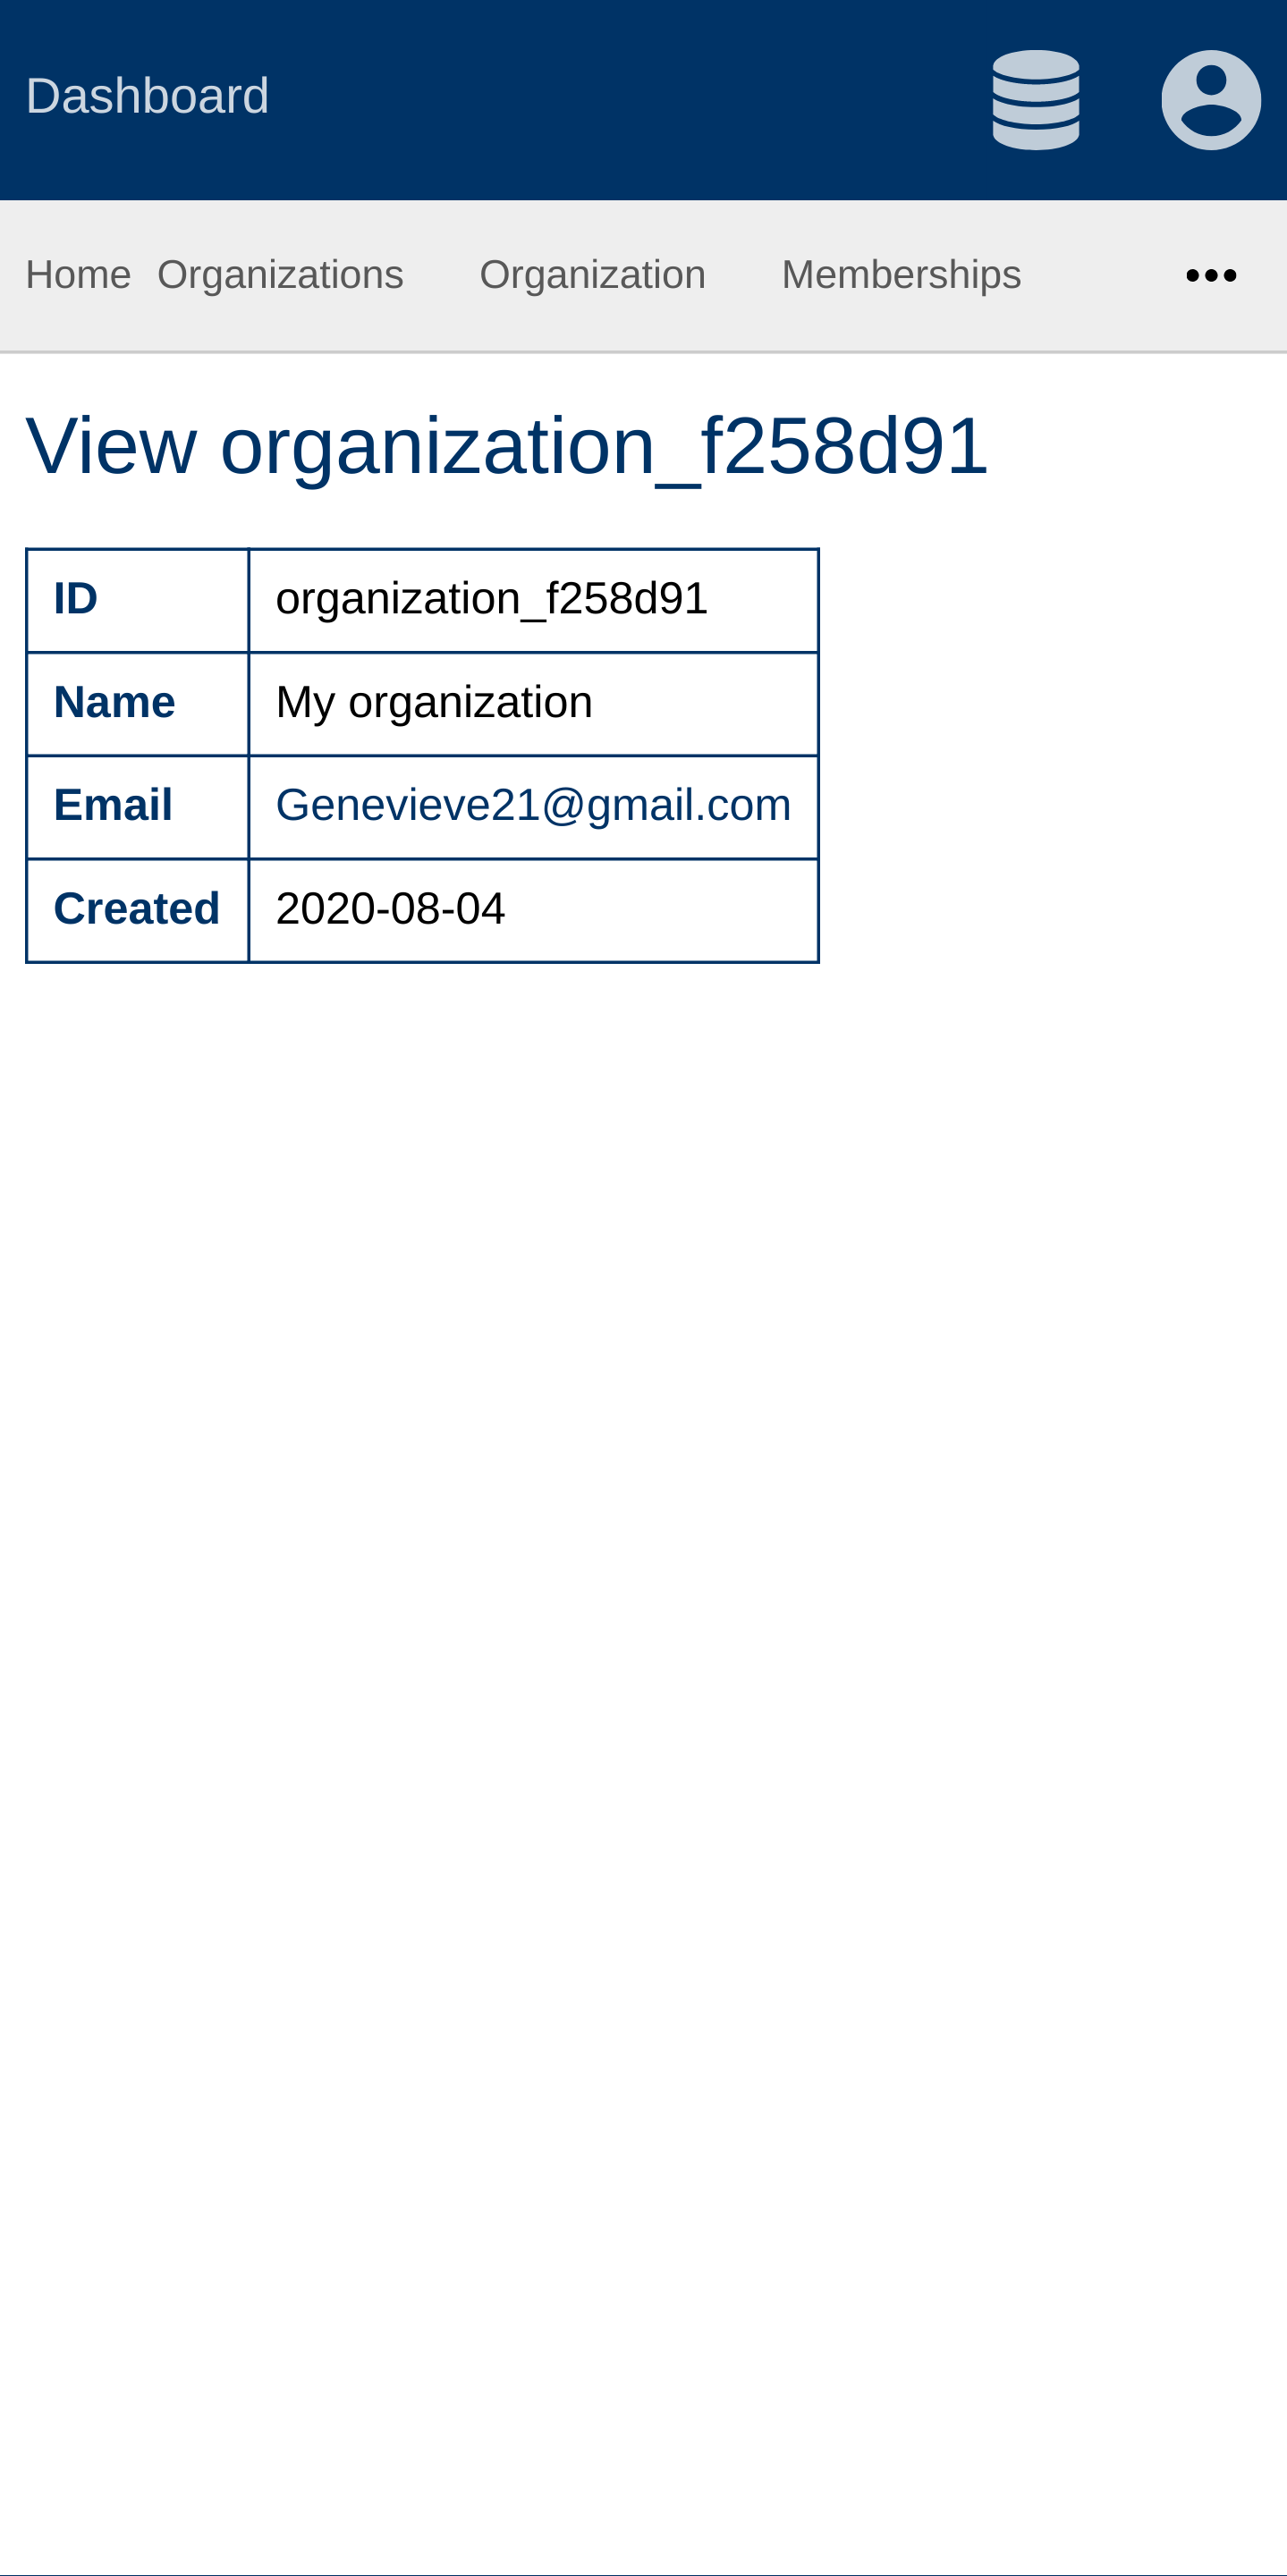 Dashboard
Home Organizations Organization Memberships
View organization_f258d91
ID organization_f258d91
Name My organization
Email Genevieve21@gmail.com
Created 2020-08-04